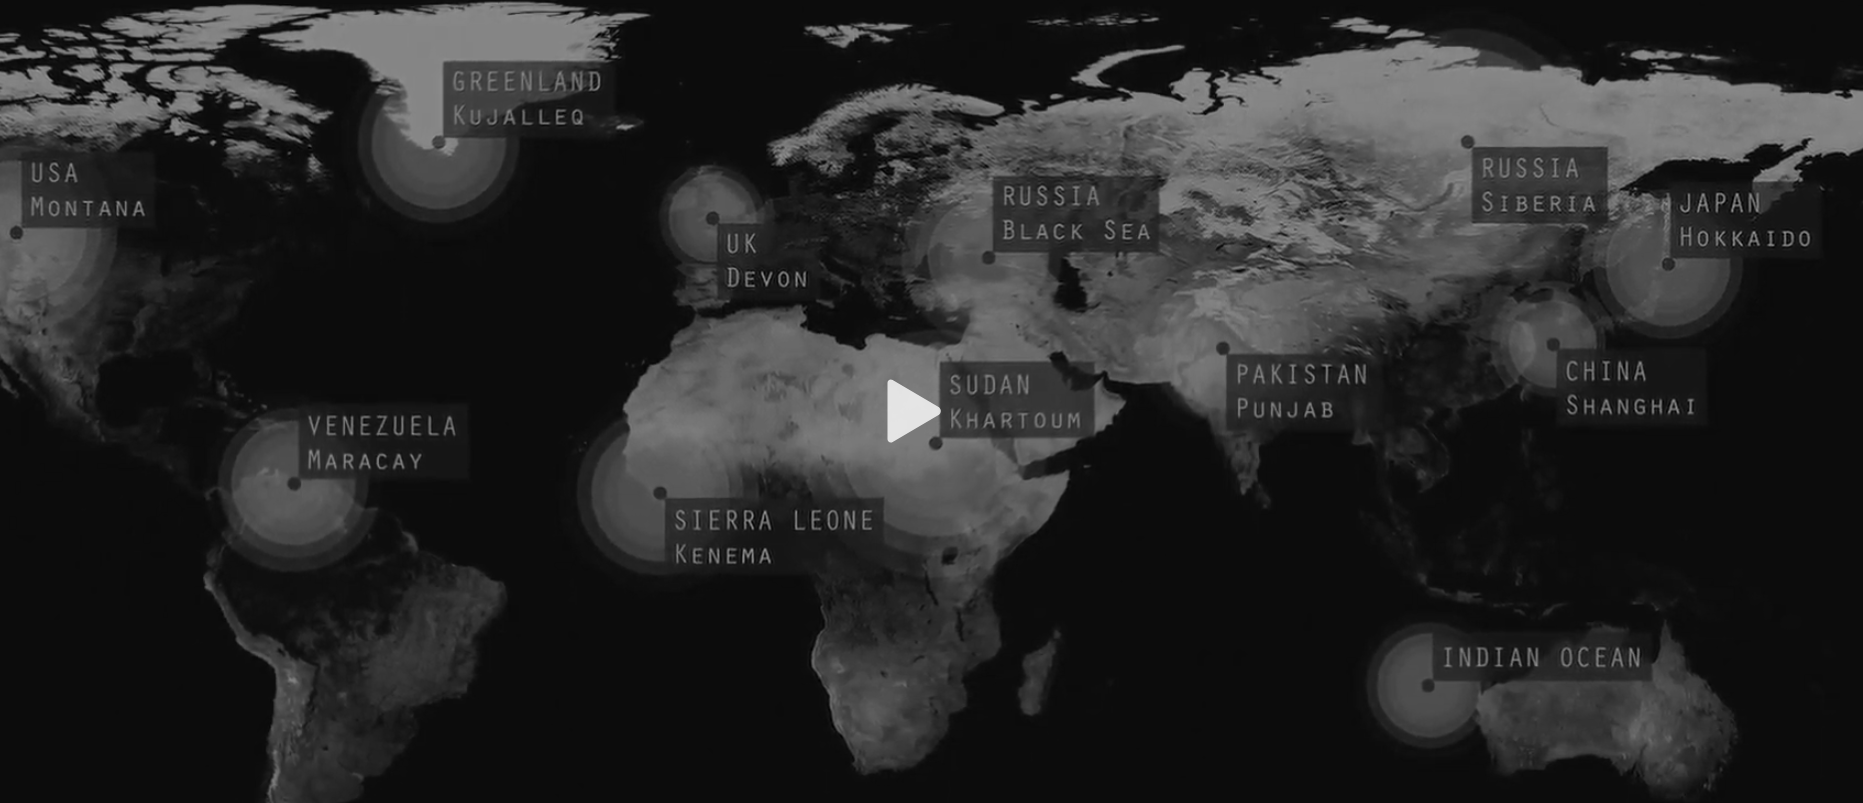 GREENLAND
KUJALLEQ
USA
MONTANA
UK
DEVON
RUSSIA
BLACK SEA
RUSSIA
SIBERIA
JAPAN
HOKKAIDO
VENEZUELA
MARACAY
SUDAN
KHARTOUM
PAKISTAN
PUNJAB
CHINA
SHANGHAI
SIERRA LEONE
KENEMA
INDIAN OCEAN